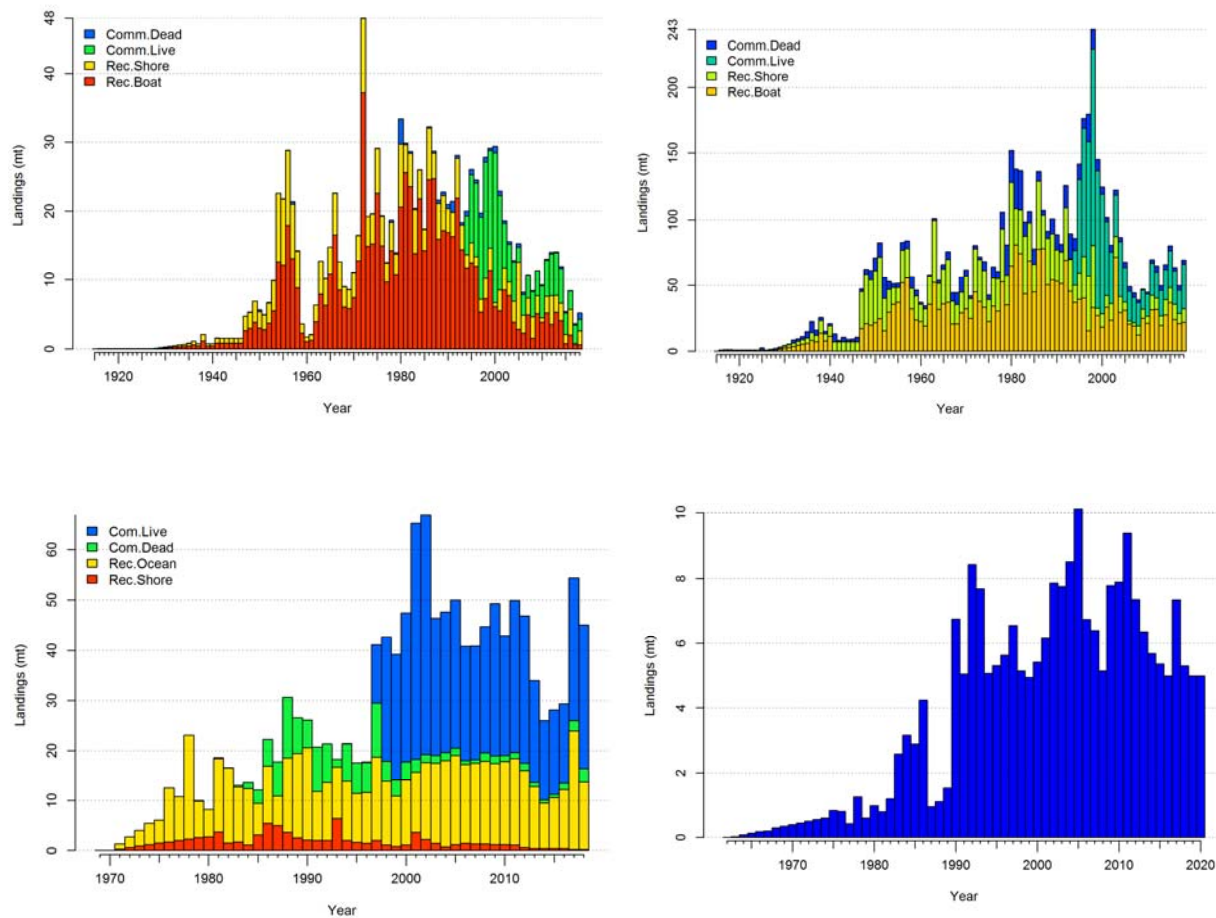 48
40
30
20
10
0
Landings (mt)
Comm.Dead
Comm.Live
Rec.Shore
Rec.Boat
1920
1940
1960
1980
2000
Year
243
200
150
100
50
0
Landings (mt)
Comm.Dead
Comm.Live
Rec.Shore
Rec.Boat
1920
1940
1960
1980
2000
Year
60
50
40
30
20
10
0
Landings (mt)
Com.Live
Com.Dead
Rec.Ocean
Rec.Shore
1970
1980
1990
2000
2010
Year
10
8
6
4
2
0
Landings (mt)
1970
1980
1990
2000
2010
2020
Year